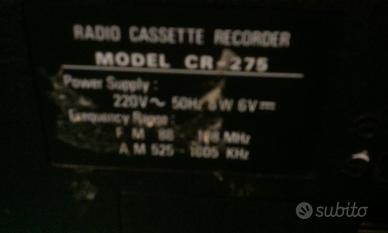 RADIO CASSETTE RECORDER
MODEL CR-275
Power Supply:
220V~ 50Hz 8W 6V⎓
Frequency Range:
F M 88 - 108 MHz
A M 525 - 1605 KHz
subito